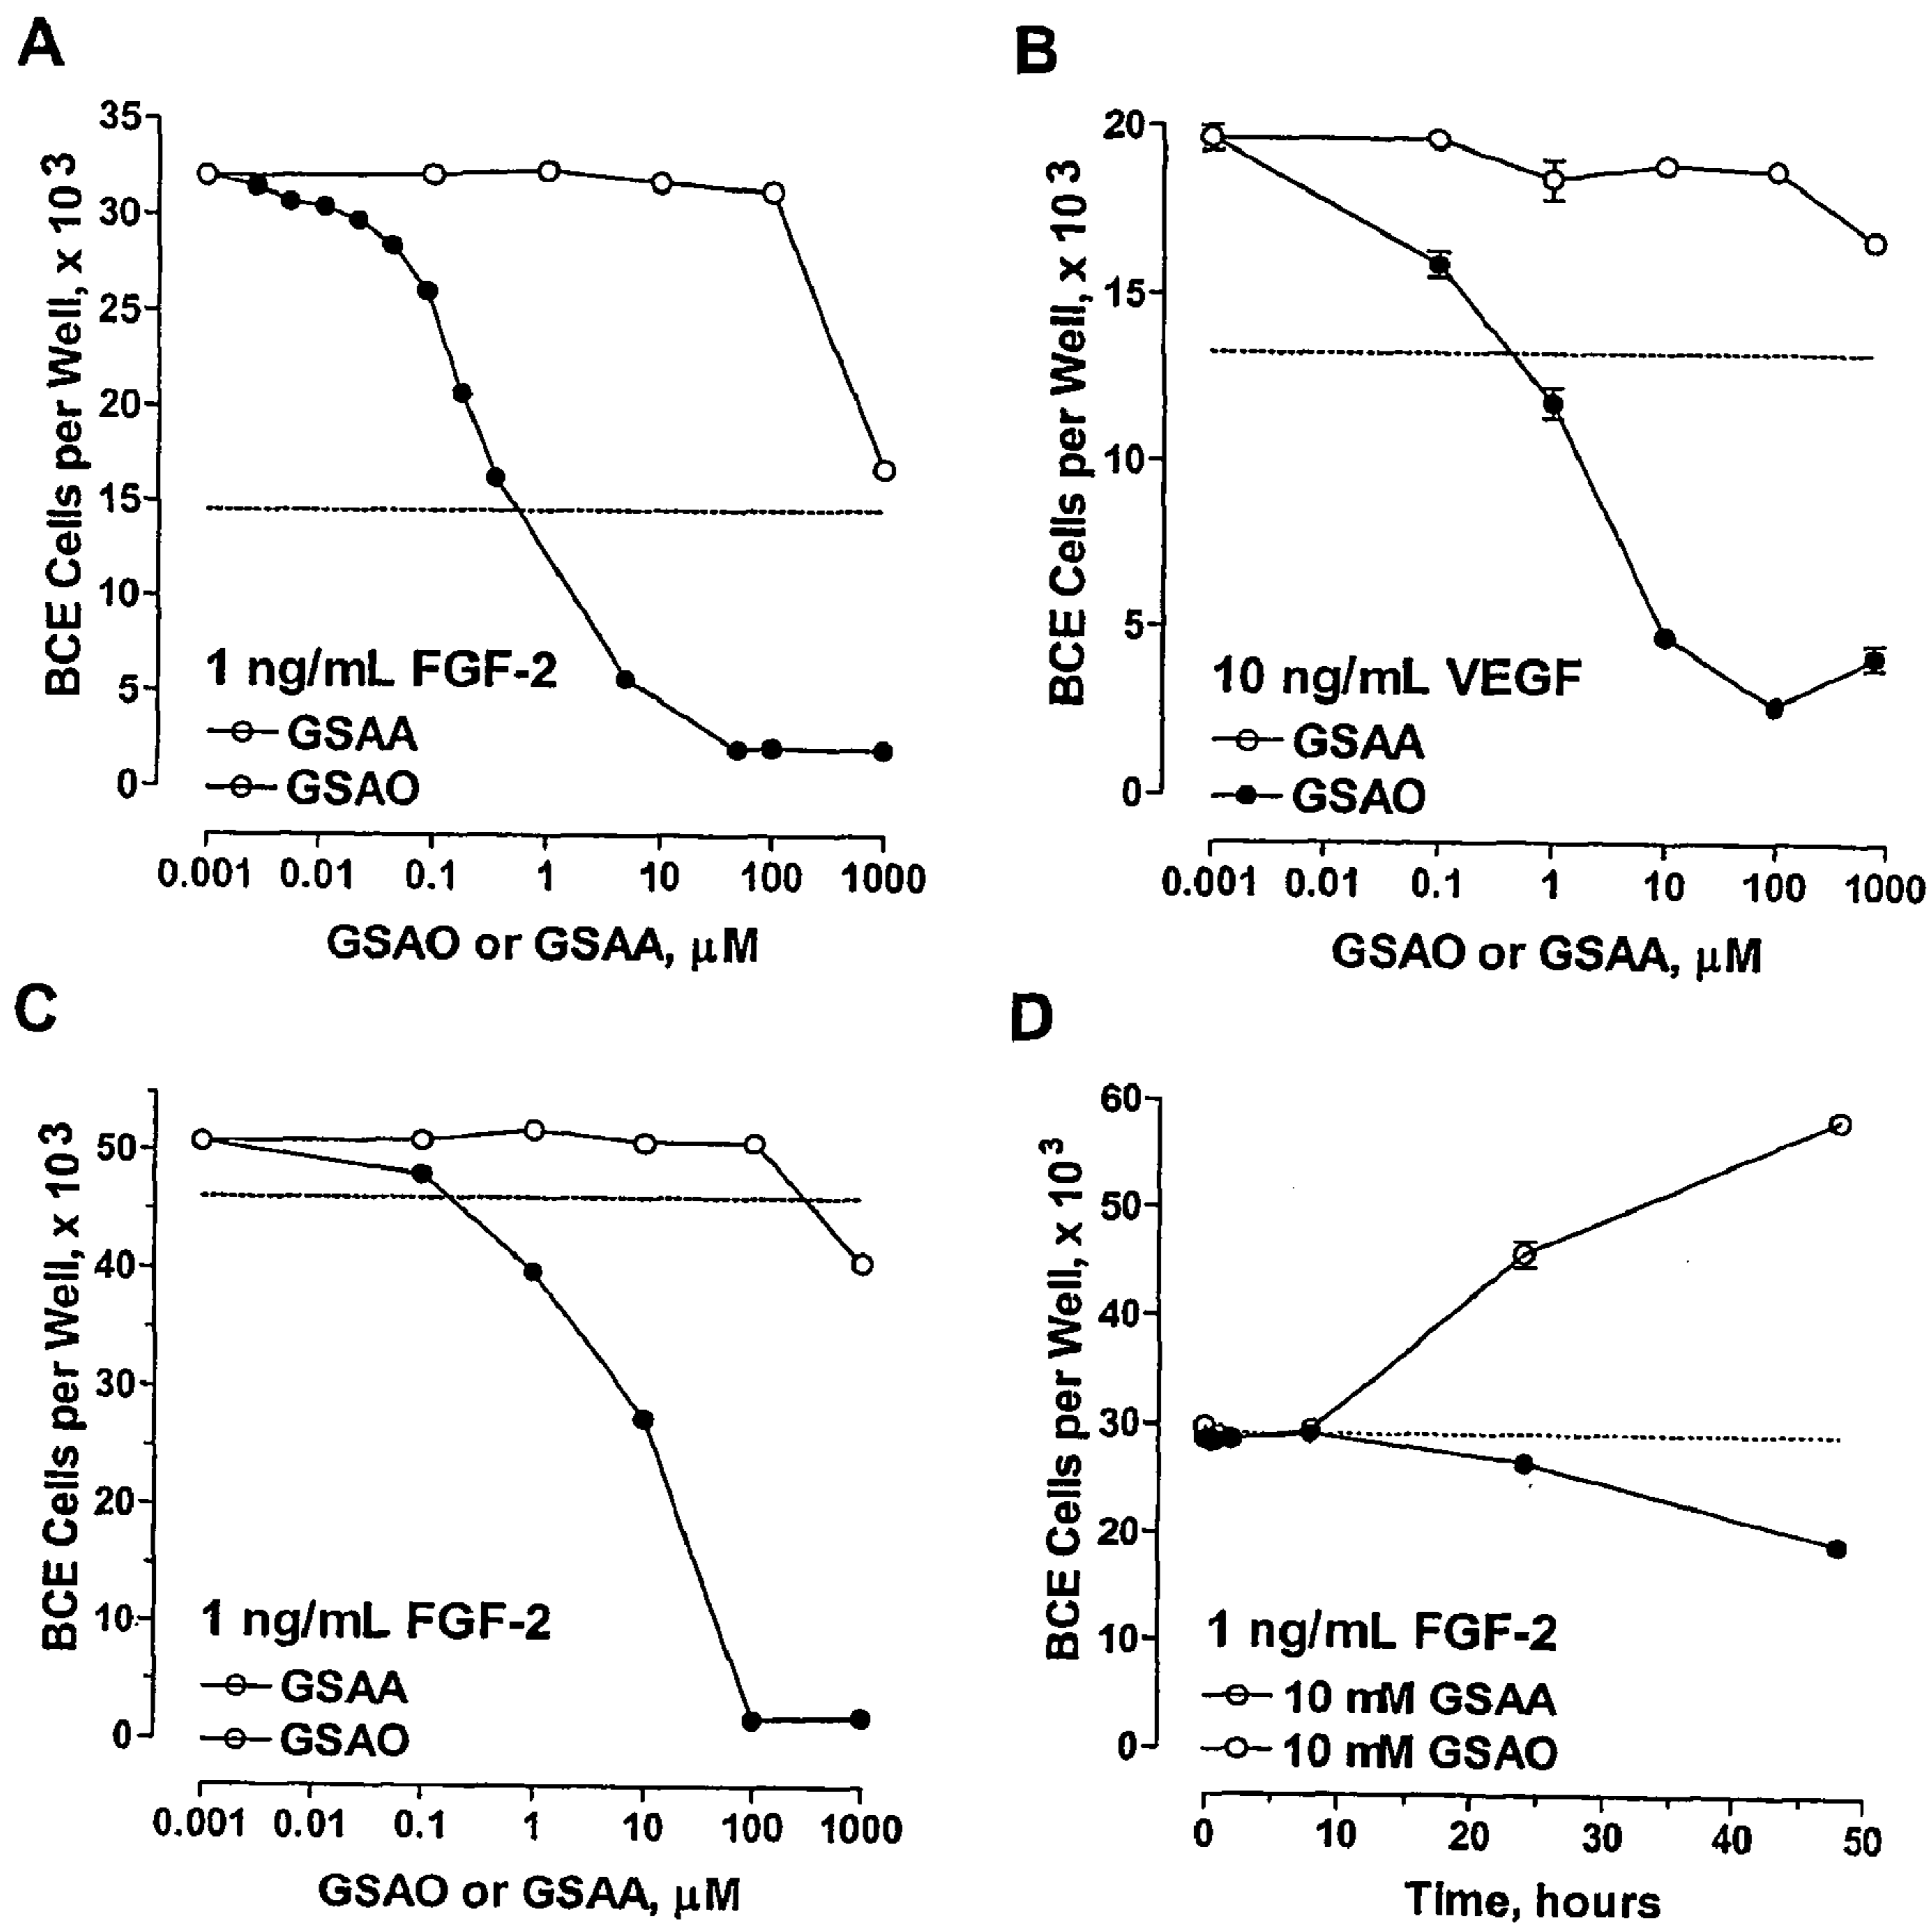 A
BCE Cells per Well, x 10 3
35
30
25
20
15
10
5
0
1 ng/mL FGF-2
GSAA
GSAO
0.001 0.01 0.1 1 10 100 1000
GSAO or GSAA, μM
B
BCE Cells per Well, x 10 3
20
15
10
5
0
10 ng/mL VEGF
GSAA
GSAO
0.001 0.01 0.1 1 10 100 1000
GSAO or GSAA, μM
C
BCE Cells per Well, x 10 3
50
40
30
20
10
0
1 ng/mL FGF-2
GSAA
GSAO
0.001 0.01 0.1 1 10 100 1000
GSAO or GSAA, μM
D
BCE Cells per Well, x 10³
60
50
40
30
20
10
0
1 ng/mL FGF-2
10 mM GSAA
10 mM GSAO
0 10 20 30 40 50
Time, hours